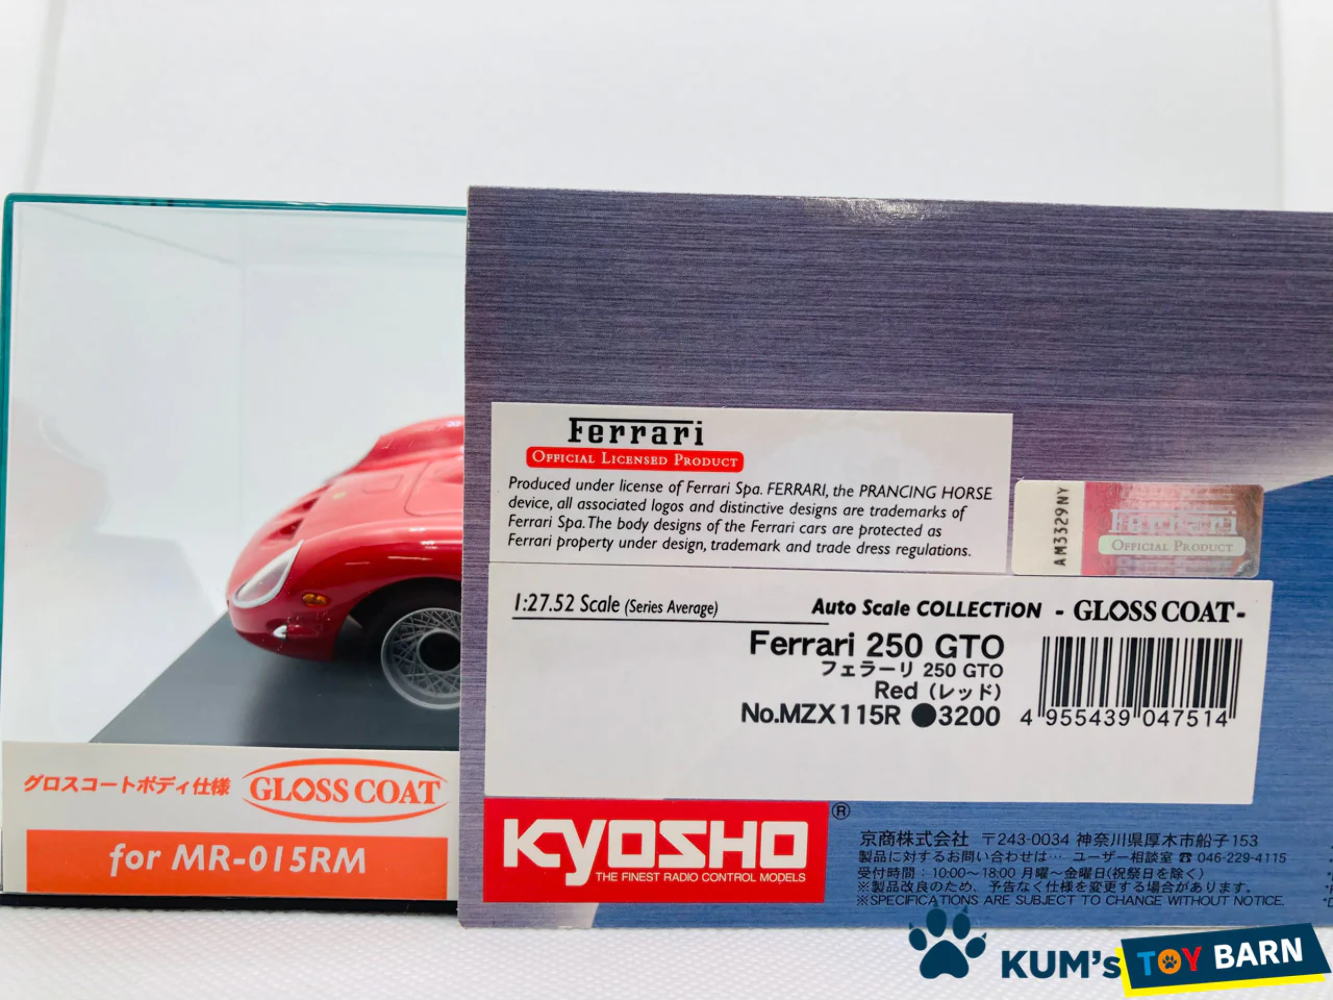 Ferrari
OFFICIAL LICENSED PRODUCT
Produced under license of Ferrari Spa. FERRARI, the PRANCING HORSE
device, all associated logos and distinctive designs are trademarks of
Ferrari Spa. The body designs of the Ferrari cars are protected as
Ferrari property under design, trademark and trade dress regulations.
AM3329NY
Ferrari
OFFICIAL PRODUCT
1:27.52 Scale (Series Average)
Auto Scale COLLECTiON - GLOSS COAT -
Ferrari 250 GTO
フェラーリ 250 GTO
Red (レッド)
No.MZX115R ●3200
4 955439 047514
グロスコートボディ仕様 GLOSS COAT
for MR-015RM
KYOSHO ®
THE FINEST RADIO CONTROL MODELS
京商株式会社 〒243-0034 神奈川県厚木市船子153
製品に対するお問い合わせは… ユーザー相談室 ☎ 046-229-4115
受付時間:10:00〜18:00 月曜〜金曜日(祝祭日を除く)
※製品改良のため、予告なく仕様を変更する場合があります。
※SPECIFICATIONS ARE SUBJECT TO CHANGE WITHOUT NOTICE.
KUM's TOY BARN